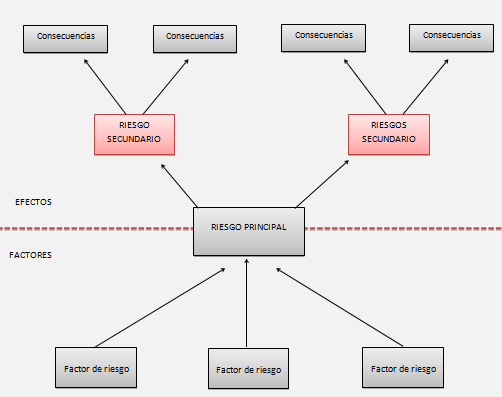 Consecuencias
Consecuencias
Consecuencias
Consecuencias
RIESGO
SECUNDARIO
RIESGOS
SECUNDARIO
EFECTOS
RIESGO PRINCIPAL
FACTORES
Factor de riesgo
Factor de riesgo
Factor de riesgo